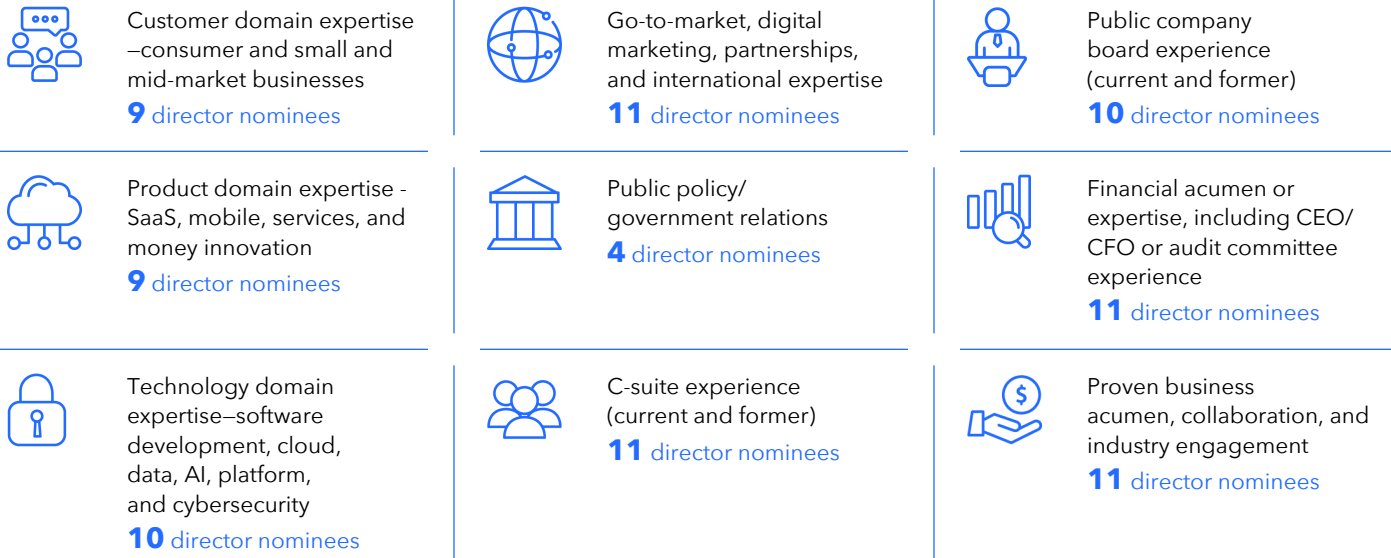 Customer domain expertise
—consumer and small and
mid-market businesses
9 director nominees
Go-to-market, digital
marketing, partnerships,
and international expertise
11 director nominees
Public company
board experience
(current and former)
10 director nominees
Product domain expertise -
SaaS, mobile, services, and
money innovation
9 director nominees
Public policy/
government relations
4 director nominees
Financial acumen or
expertise, including CEO/
CFO or audit committee
experience
11 director nominees
Technology domain
expertise—software
development, cloud,
data, AI, platform,
and cybersecurity
10 director nominees
C-suite experience
(current and former)
11 director nominees
$
Proven business
acumen, collaboration, and
industry engagement
11 director nominees